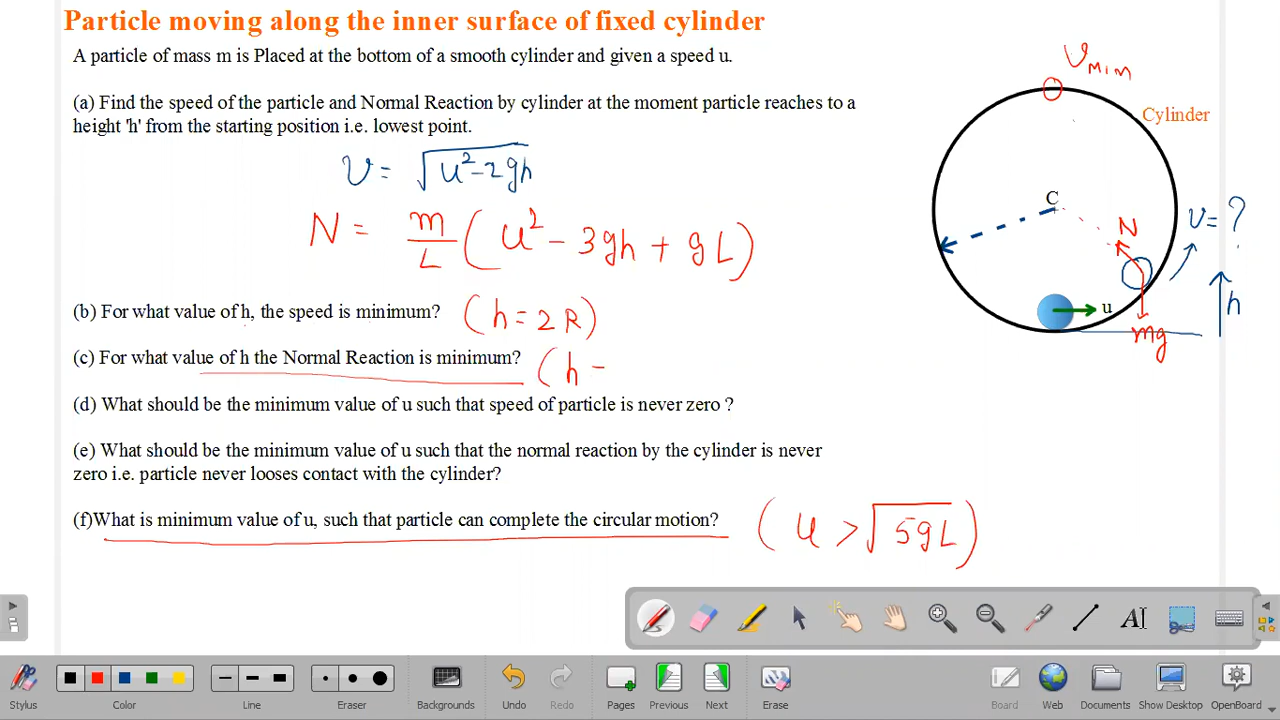 Particle moving along the inner surface of fixed cylinder
A particle of mass m is Placed at the bottom of a smooth cylinder and given a speed u.
(a) Find the speed of the particle and Normal Reaction by cylinder at the moment particle reaches to a
height 'h' from the starting position i.e. lowest point.
V = √u²-2gh
N = m/L (u² - 3gh + gL)
(b) For what value of h, the speed is minimum? (h = 2R)
(c) For what value of h the Normal Reaction is minimum? (h -
(d) What should be the minimum value of u such that speed of particle is never zero ?
(e) What should be the minimum value of u such that the normal reaction by the cylinder is never
zero i.e. particle never looses contact with the cylinder?
(f)What is minimum value of u, such that particle can complete the circular motion? (u > √5gL)
Vmin
Cylinder
C
N
v = ?
u
h
mg
Stylus
Color
Line
Eraser
Backgrounds
Undo
Redo
Pages
Previous
Next
Erase
Board
Web
Documents
Show Desktop
OpenBoard